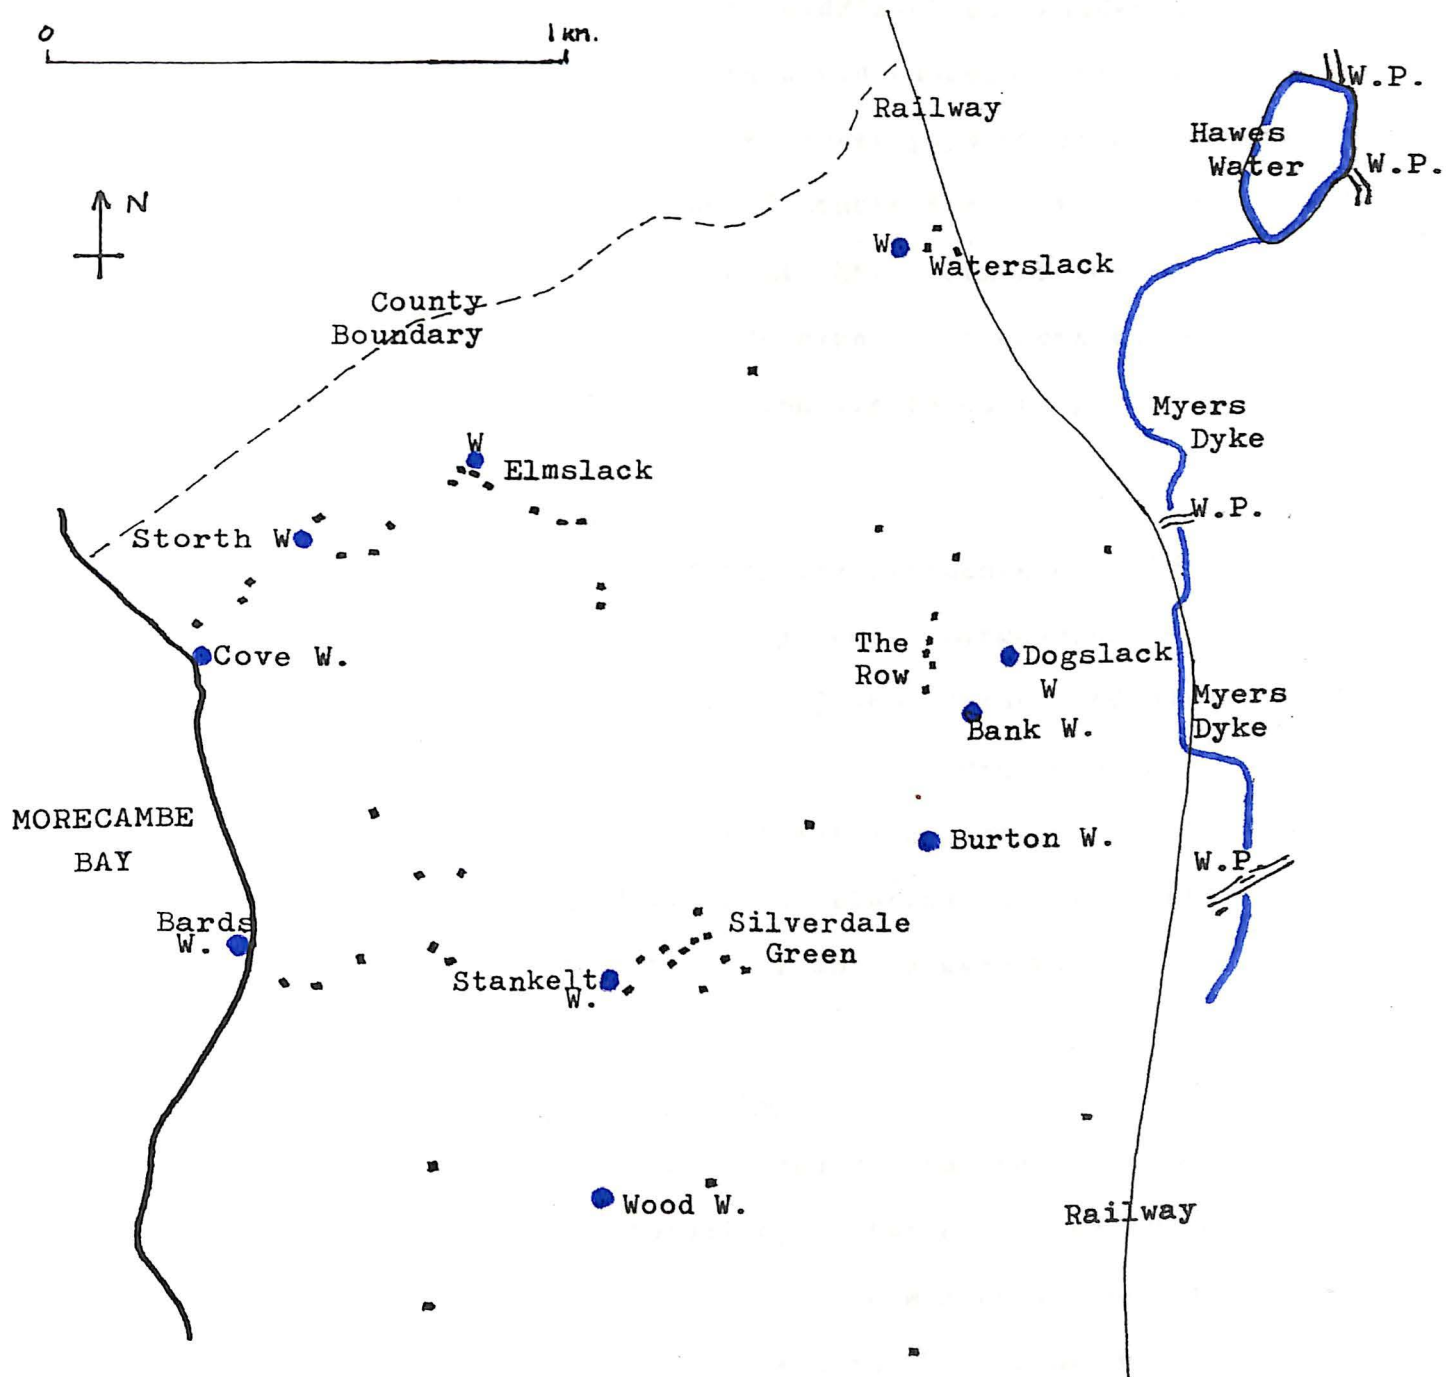 0 1 km.
W.P.
Railway
Hawes
Water
W.P.
N
W
Waterslack
County
Boundary
Myers
Dyke
W
Elmslack
W.P.
Storth W
The
Row
Cove W.
Dogslack
W
Bank W.
Myers
Dyke
MORECAMBE
BAY
Burton W.
W.P.
Bards
W.
Silverdale
Green
Stankelt
W.
Wood W.
Railway